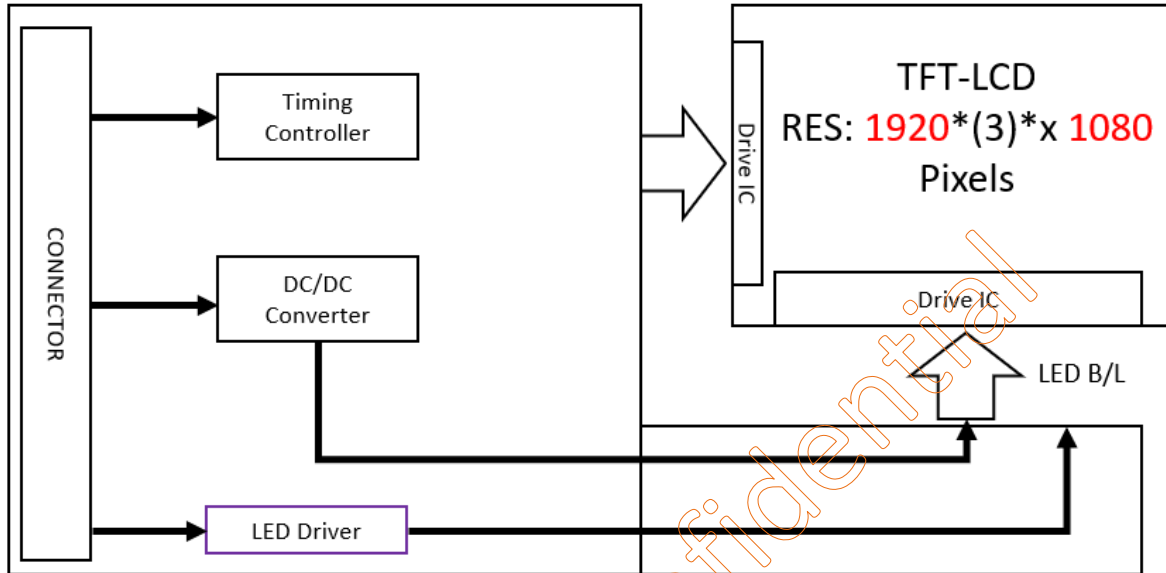 CONNECTOR
Timing
Controller
DC/DC
Converter
LED Driver
Drive IC
TFT-LCD
RES: 1920*(3)*x 1080
Pixels
Drive IC
LED B/L
fidential